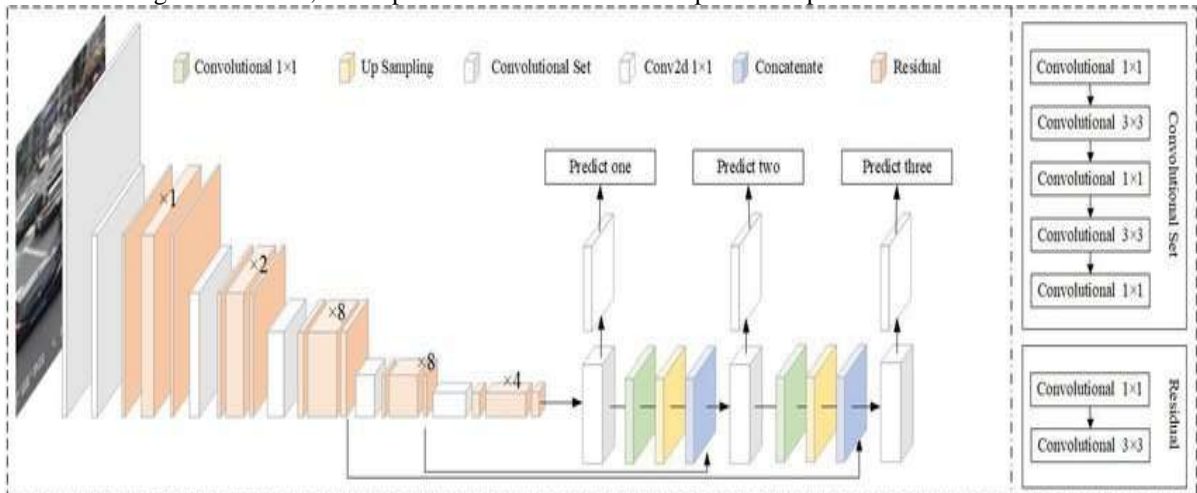 Convolutional 1×1
Up Sampling
Convolutional Set
Conv2d 1×1
Concatenate
Residual
×1
×2
×8
×8
×4
Predict one
Predict two
Predict three
Convolutional 1×1
Convolutional 3×3
Convolutional 1×1
Convolutional 3×3
Convolutional 1×1
Convolutional Set
Convolutional 1×1
Convolutional 3×3
Residual